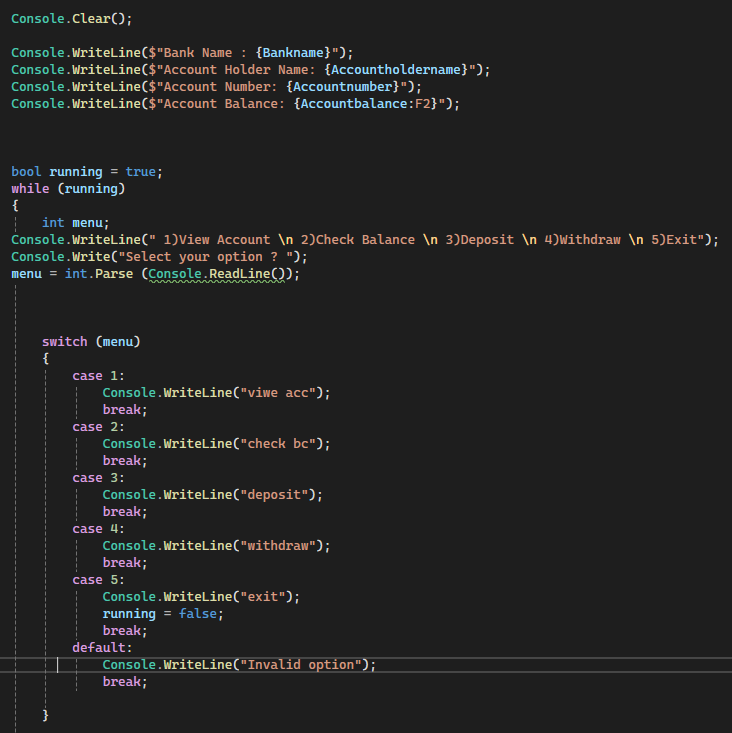 Console.Clear();
Console.WriteLine($"Bank Name : {Bankname}");
Console.WriteLine($"Account Holder Name: {Accountholdername}");
Console.WriteLine($"Account Number: {Accountnumber}");
Console.WriteLine($"Account Balance: {Accountbalance:F2}");
bool running = true;
while (running)
{
int menu;
Console.WriteLine(" 1)View Account \n 2)Check Balance \n 3)Deposit \n 4)Withdraw \n 5)Exit");
Console.Write("Select your option ? ");
menu = int.Parse (Console.ReadLine());
switch (menu)
{
case 1:
Console.WriteLine("viwe acc");
break;
case 2:
Console.WriteLine("check bc");
break;
case 3:
Console.WriteLine("deposit");
break;
case 4:
Console.WriteLine("withdraw");
break;
case 5:
Console.WriteLine("exit");
running = false;
break;
default:
Console.WriteLine("Invalid option");
break;
}